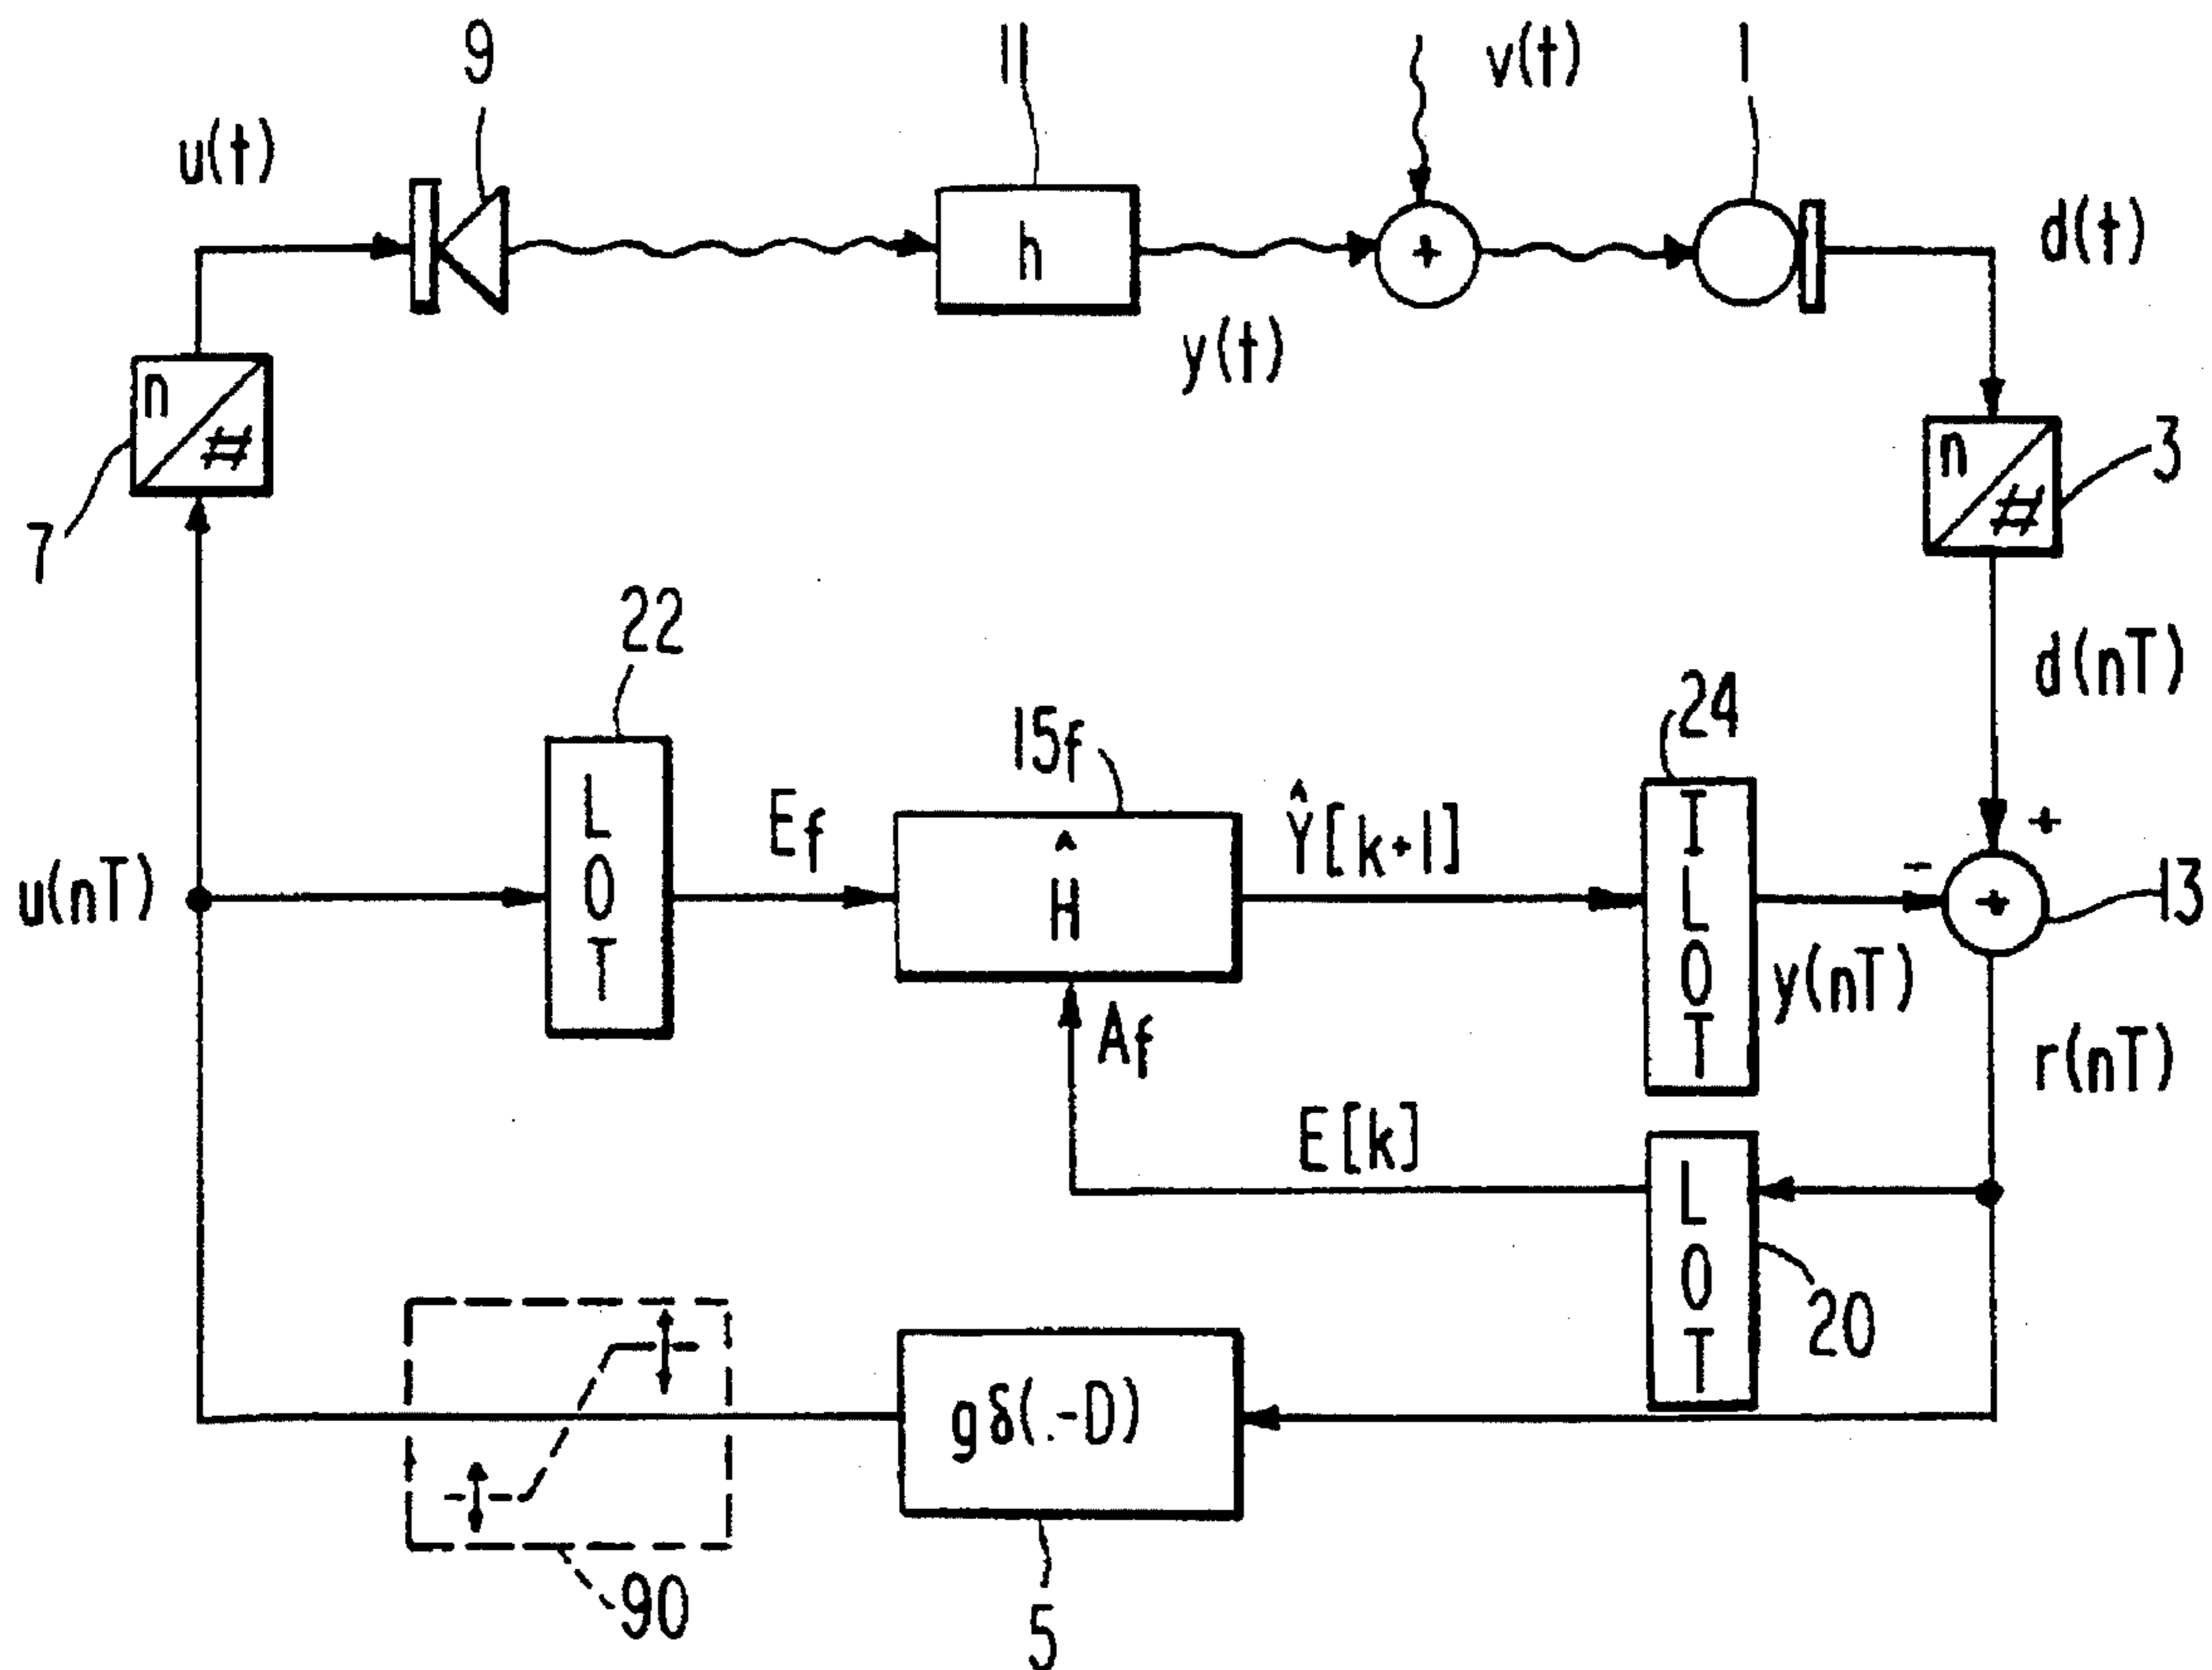 9
11
v(t)
1
u(t)
h
+
d(t)
y(t)
n
#
7
n
#
3
22
d(nT)
24
15f
L
O
T
Ef
Ĥ
Ŷ[k+1]
I
L
O
T
+
-
+
13
u(nT)
y(nT)
Af
r(nT)
E[k]
L
O
T
20
gδ(.-D)
90
5